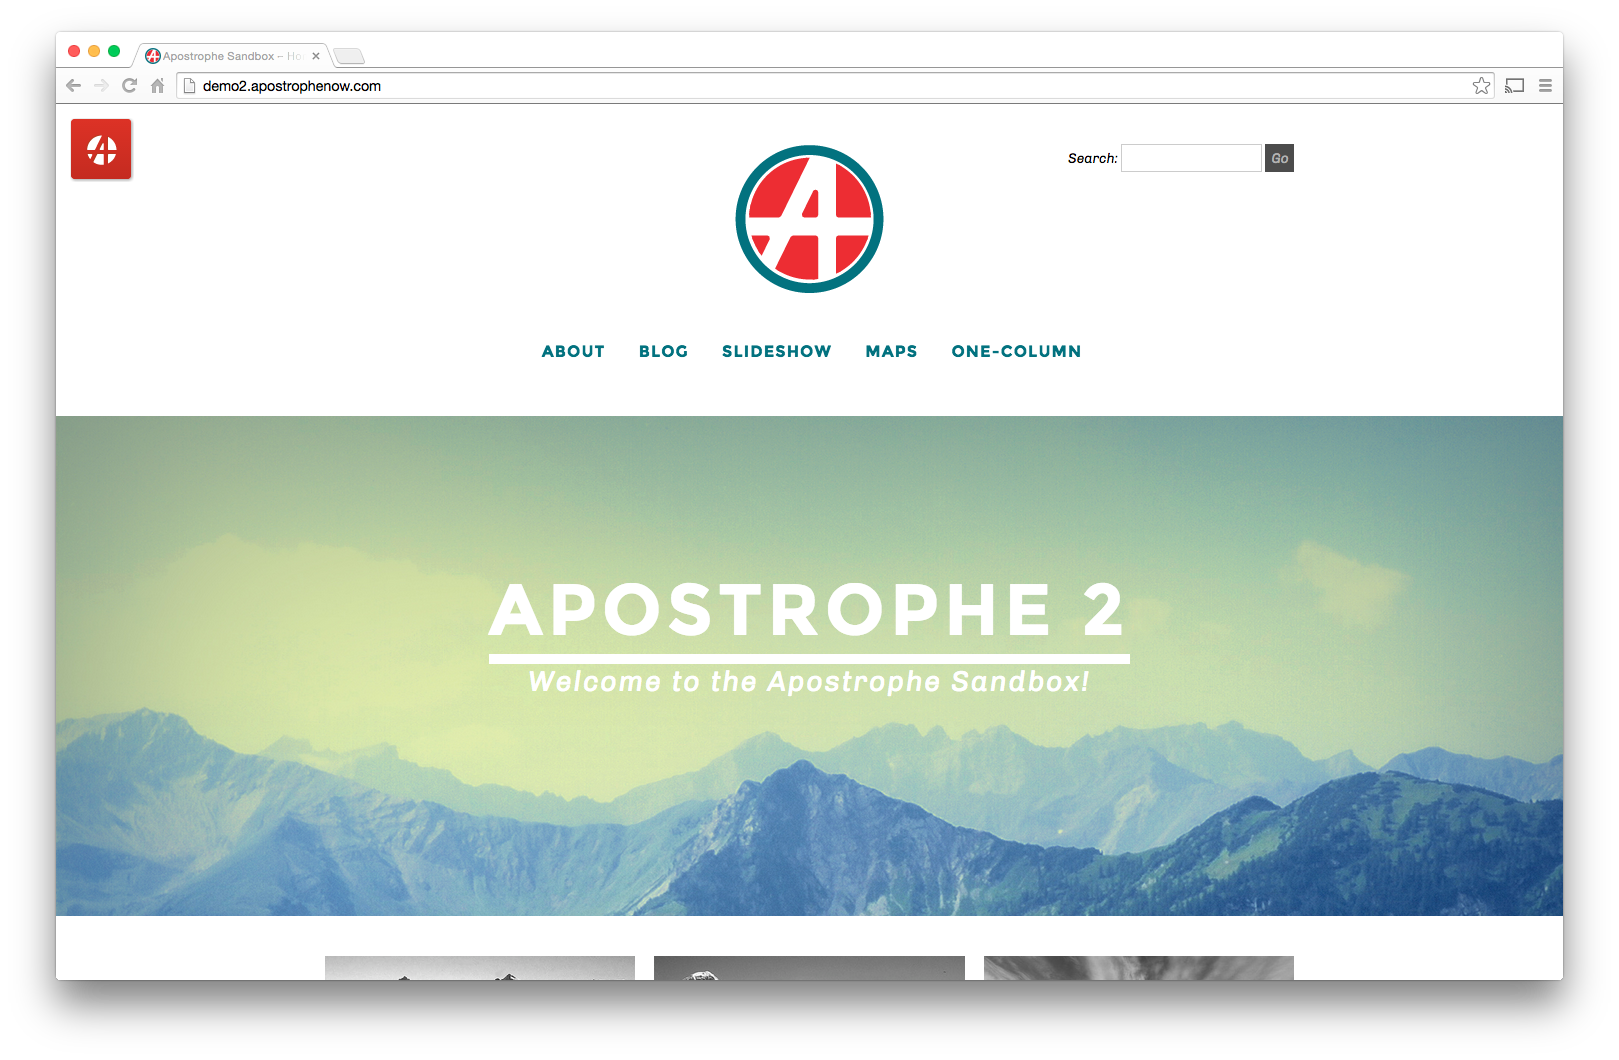 Apostrophe Sandbox – Ho
demo2.apostrophenow.com
Search: Go
ABOUT BLOG SLIDESHOW MAPS ONE-COLUMN
APOSTROPHE 2
Welcome to the Apostrophe Sandbox!